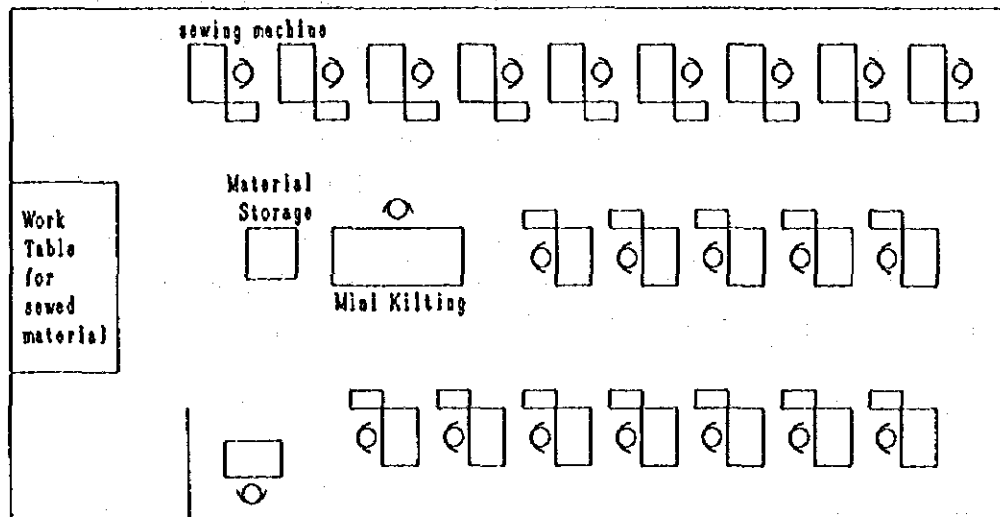 sewing machine
Material
Storage
Work
Table
for
sewed
material
Mini Kilting